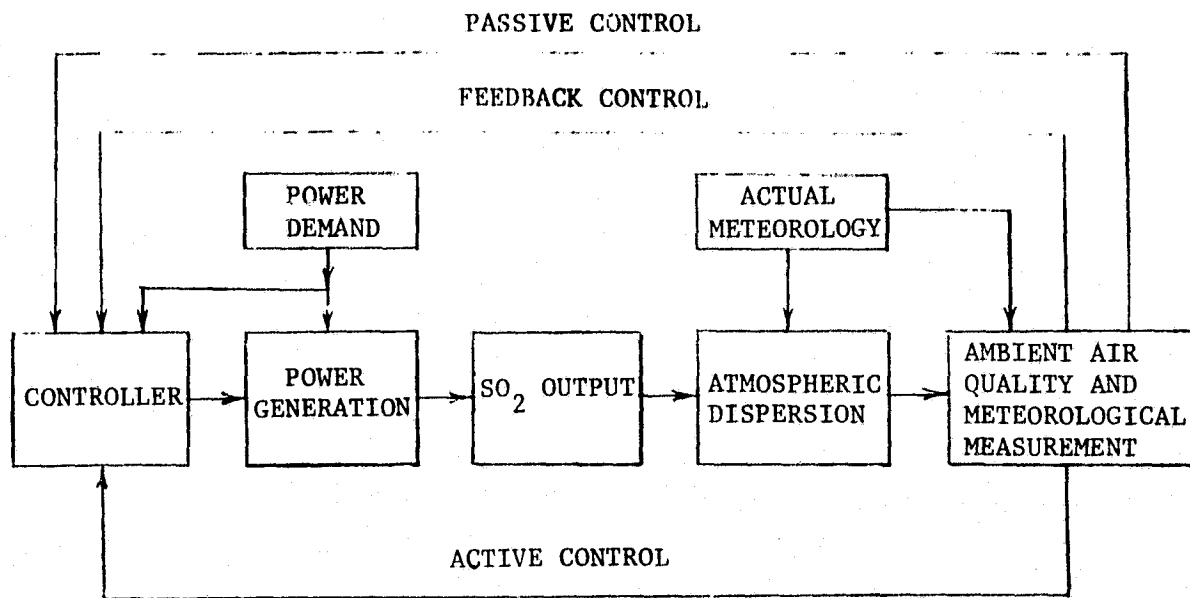 PASSIVE CONTROL
FEEDBACK CONTROL
POWER
DEMAND
ACTUAL
METEOROLOGY
CONTROLLER
POWER
GENERATION
SO2 OUTPUT
ATMOSPHERIC
DISPERSION
AMBIENT AIR
QUALITY AND
METEOROLOGICAL
MEASUREMENT
ACTIVE CONTROL